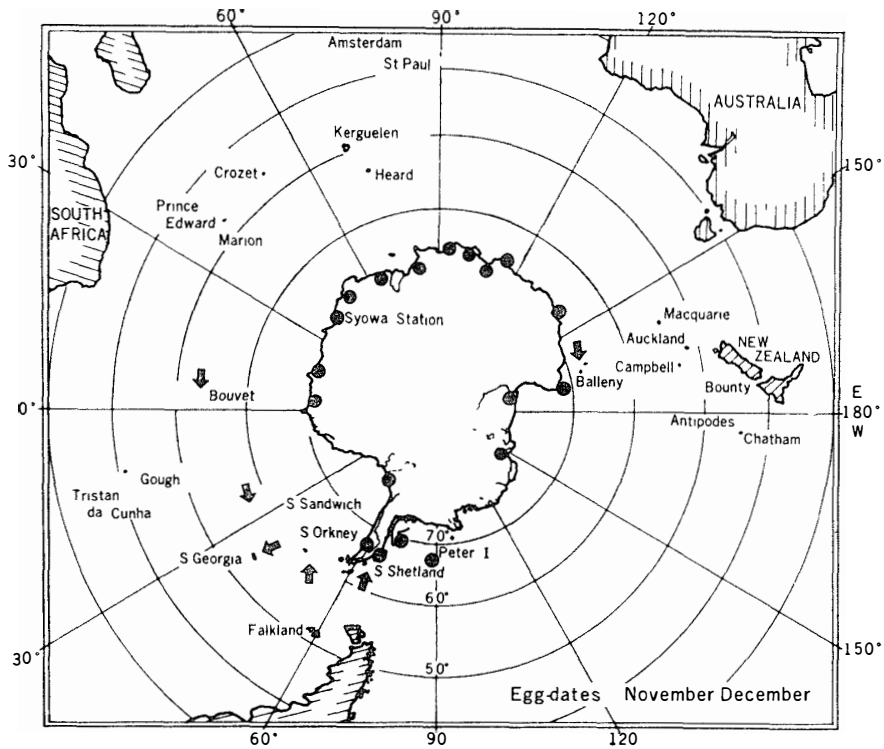 60°
90°
120°
Amsterdam
St Paul
AUSTRALIA
Kerguelen
30°
150°
Crozet
Heard
Prince
Edward
SOUTH
AFRICA
Marion
Macquarie
Syowa Station
Auckland
NEW
ZEALAND
Campbell
Balleny
Bounty
Bouvet
E
0°
180°
W
Antipodes
Chatham
Gough
Tristan
da Cunha
S Sandwich
S Orkney
70°
Peter I
S Georgia
S Shetland
60°
Falkland
30°
150°
50°
Egg-dates November December
60°
90
120